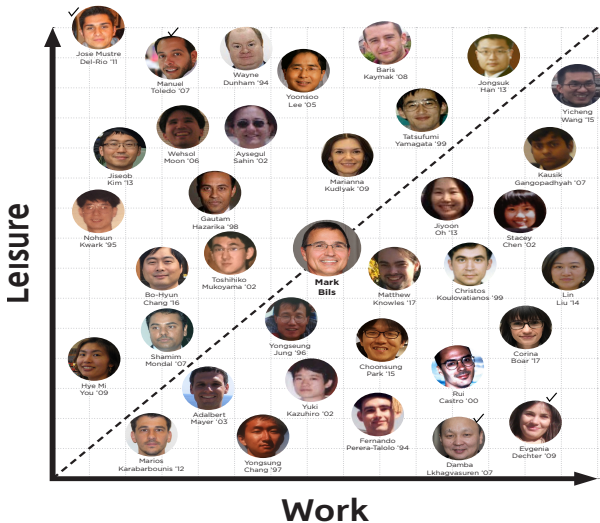 Jose Mustre
Del-Rio '11
Manuel
Toledo '07
Wayne
Dunham '94
Yoonsoo
Lee '05
Baris
Kaymak '08
Jongsuk
Han '13
Yicheng
Wang '15
Tatsufumi
Yamagata '99
Wehsol
Moon '06
Aysegul
Sahin '02
Jiseob
Kim '13
Marianna
Kudlyak '09
Kausik
Gangopadhyah '07
Gautam
Hazarika '98
Nohsun
Kwark '95
Jiyoon
Oh '13
Stacey
Chen '02
Leisure
Toshihiko
Mukoyama '02
Mark
Bils
Bo-Hyun
Chang '16
Matthew
Knowles '17
Christos
Koulovatianos '99
Lin
Liu '14
Yongseung
Jung '96
Shamim
Mondal '07
Corina
Boar '17
Choonsung
Park '15
Hye Mi
You '09
Rui
Castro '00
Adalbert
Mayer '03
Yuki
Kazuhiro '02
Fernando
Perera-Talolo '94
Evgenia
Dechter '09
Marios
Karabarbounis '12
Yongsung
Chang '97
Damba
Lkhagvasuren '07
Work